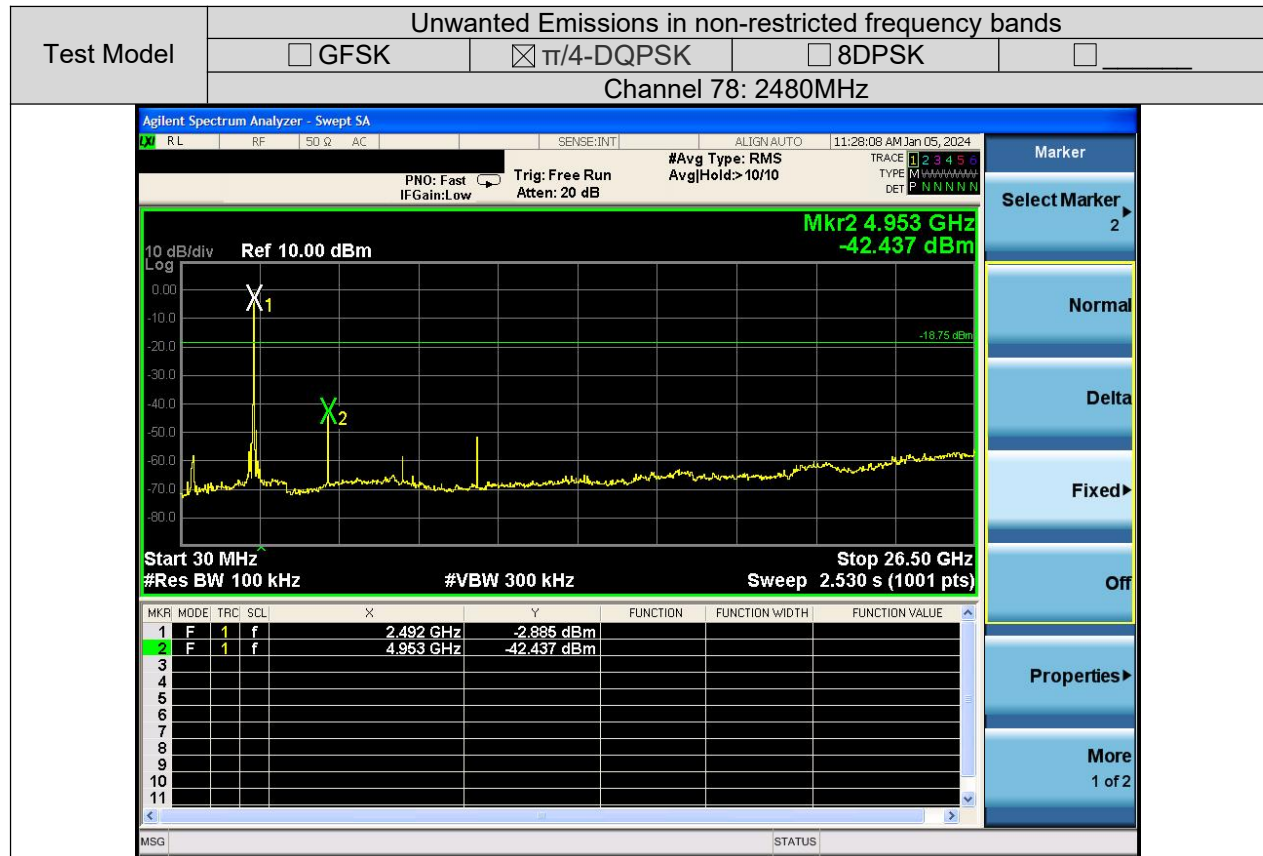 Test Model
Unwanted Emissions in non-restricted frequency bands
☐ GFSK ☒ π/4-DQPSK ☐ 8DPSK ☐ ______
Channel 78: 2480MHz
Agilent Spectrum Analyzer - Swept SA
LXI RL RF 50 Ω AC SENSE:INT ALIGN AUTO 11:28:08 AM Jan 05, 2024
PNO: Fast Trig: Free Run #Avg Type: RMS TRACE 1 2 3 4 5 6
IFGain:Low Atten: 20 dB Avg|Hold:> 10/10 TYPE M
DET P N N N N N
Mkr2 4.953 GHz
-42.437 dBm
10 dB/div Ref 10.00 dBm
Log
0.00
-10.0
-20.0
-30.0
-40.0
-50.0
-60.0
-70.0
-80.0
1
2
-18.75 dBm
Start 30 MHz Stop 26.50 GHz
#Res BW 100 kHz #VBW 300 kHz Sweep 2.530 s (1001 pts)
MKR MODE TRC SCL X Y FUNCTION FUNCTION WIDTH FUNCTION VALUE
1 F 1 f 2.492 GHz -2.885 dBm
2 F 1 f 4.953 GHz -42.437 dBm
3
4
5
6
7
8
9
10
11
MSG STATUS
Marker
Select Marker
2
Normal
Delta
Fixed
Off
Properties
More
1 of 2